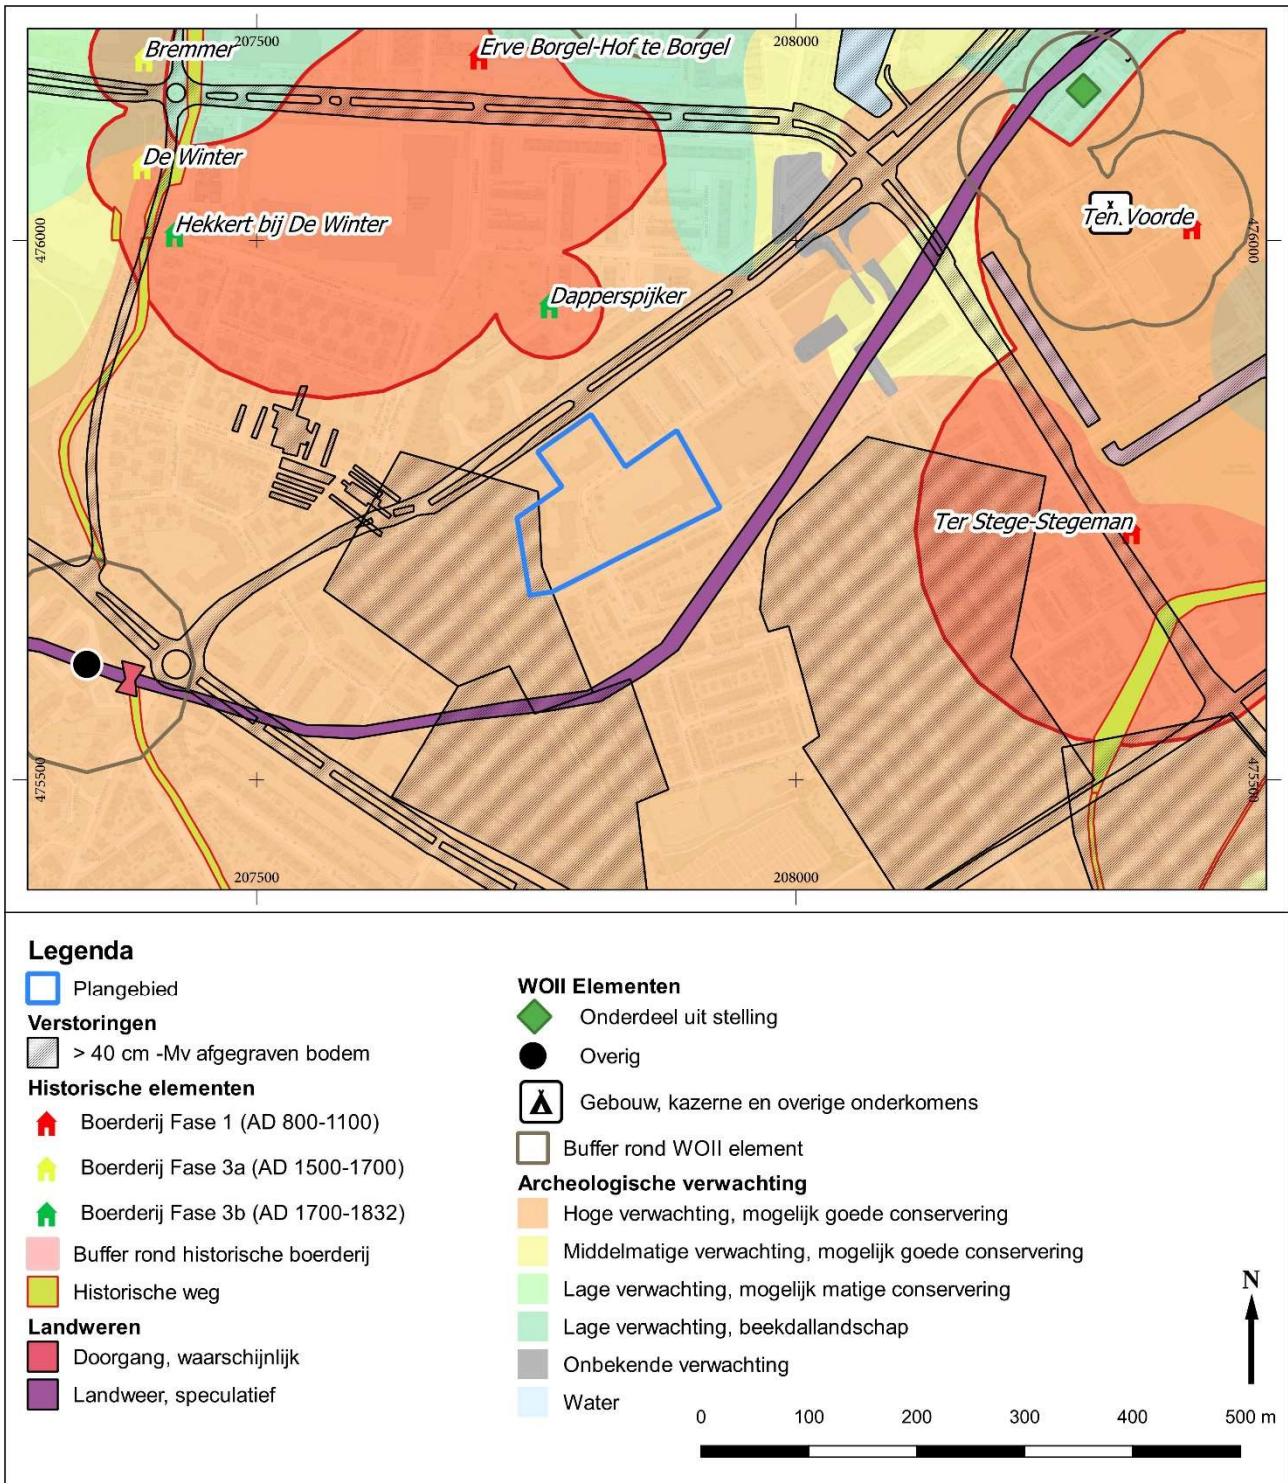 207500
208000
Bremmer
Erve Borgel-Hof te Borgel
De Winter
Hekkert bij De Winter
Ten Voorde
476000
476000
Dapperspijker
Ter Stege-Stegeman
475500
475500
207500
208000
Legenda
Plangebied
Verstoringen
> 40 cm -Mv afgegraven bodem
Historische elementen
Boerderij Fase 1 (AD 800-1100)
Boerderij Fase 3a (AD 1500-1700)
Boerderij Fase 3b (AD 1700-1832)
Buffer rond historische boerderij
Historische weg
Landweren
Doorgang, waarschijnlijk
Landweer, speculatief
WOII Elementen
Onderdeel uit stelling
Overig
Gebouw, kazerne en overige onderkomens
Buffer rond WOII element
Archeologische verwachting
Hoge verwachting, mogelijk goede conservering
Middelmatige verwachting, mogelijk goede conservering
Lage verwachting, mogelijk matige conservering
Lage verwachting, beekdallandschap
Onbekende verwachting
Water
N
0 100 200 300 400 500 m